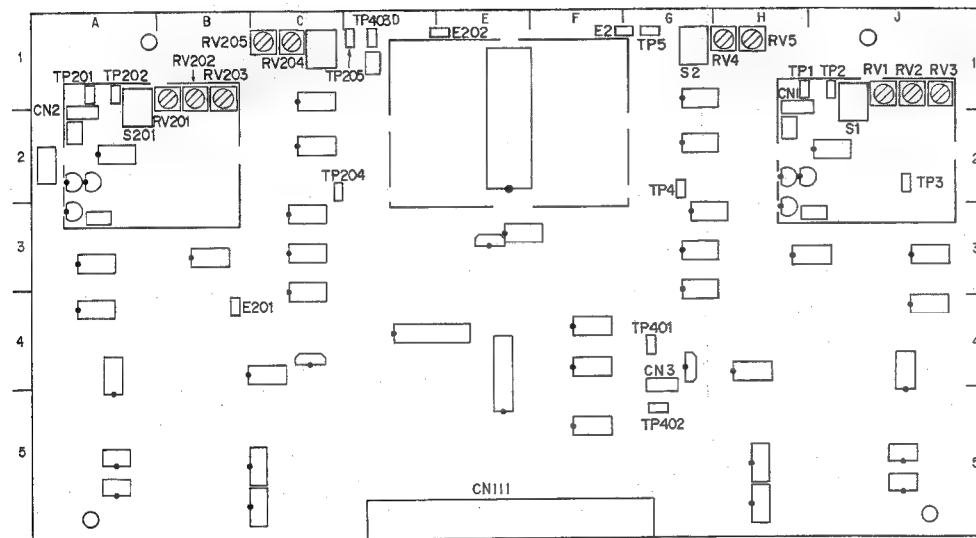 A B C D E F G H J
TP403
E202 E2 TP5
RV205 RV204 TP205 S2 RV4 RV5
1 1
RV202
TP201 TP202 RV203 TP1 TP2 RV1 RV2 RV3
CN2 CN1
S201 RV201 S1
2 2
TP204 TP4 TP3
3 3
E201
TP401
4 4
CN3
TP402
5 5
CN111